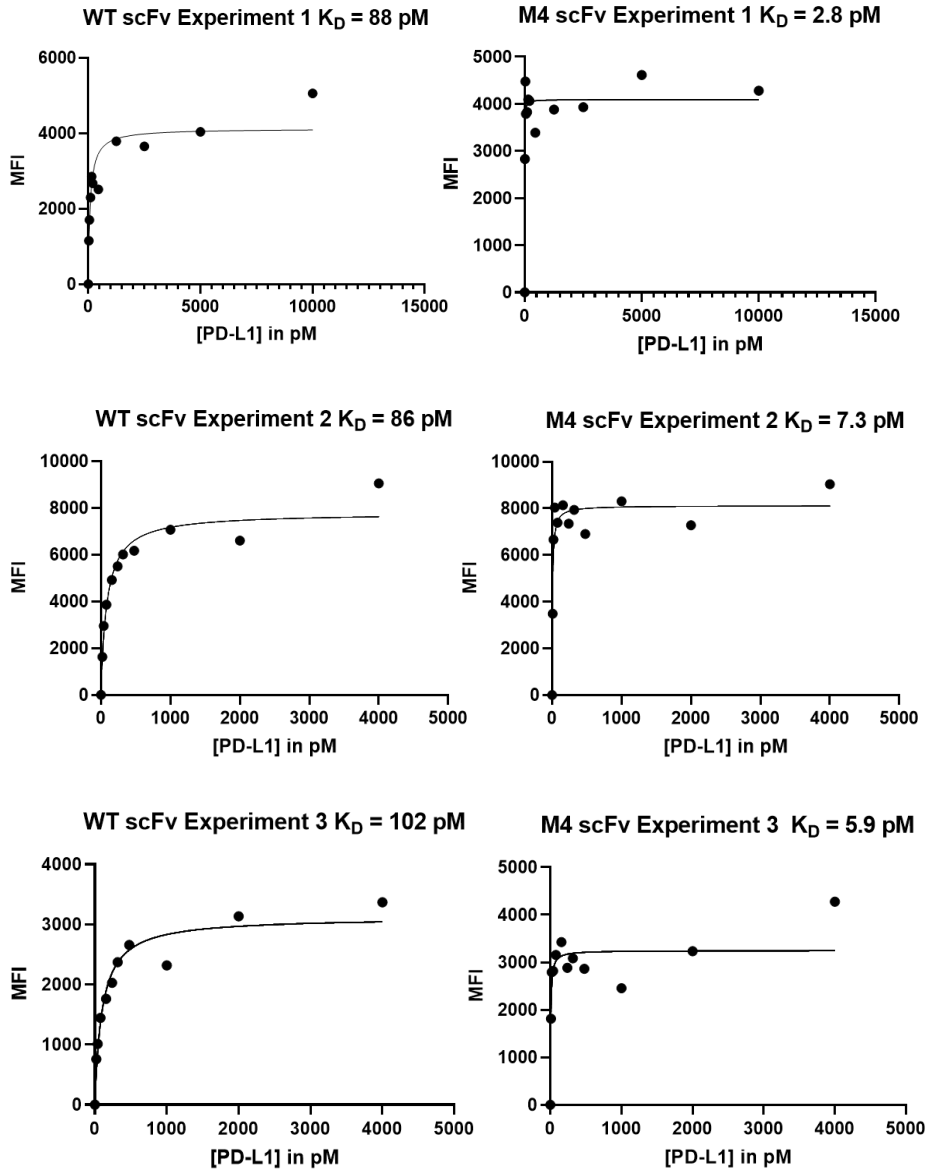 WT scFv Experiment 1 K_D = 88 pM
6000
4000
2000
0
MFI
0 5000 10000 15000
[PD-L1] in pM
M4 scFv Experiment 1 K_D = 2.8 pM
5000
4000
3000
2000
1000
0
MFI
0 5000 10000 15000
[PD-L1] in pM
WT scFv Experiment 2 K_D = 86 pM
10000
8000
6000
4000
2000
0
MFI
0 1000 2000 3000 4000 5000
[PD-L1] in pM
M4 scFv Experiment 2 K_D = 7.3 pM
10000
8000
6000
4000
2000
0
MFI
0 1000 2000 3000 4000 5000
[PD-L1] in pM
WT scFv Experiment 3 K_D = 102 pM
4000
3000
2000
1000
0
MFI
0 1000 2000 3000 4000 5000
[PD-L1] in pM
M4 scFv Experiment 3 K_D = 5.9 pM
5000
4000
3000
2000
1000
0
MFI
0 1000 2000 3000 4000 5000
[PD-L1] in pM